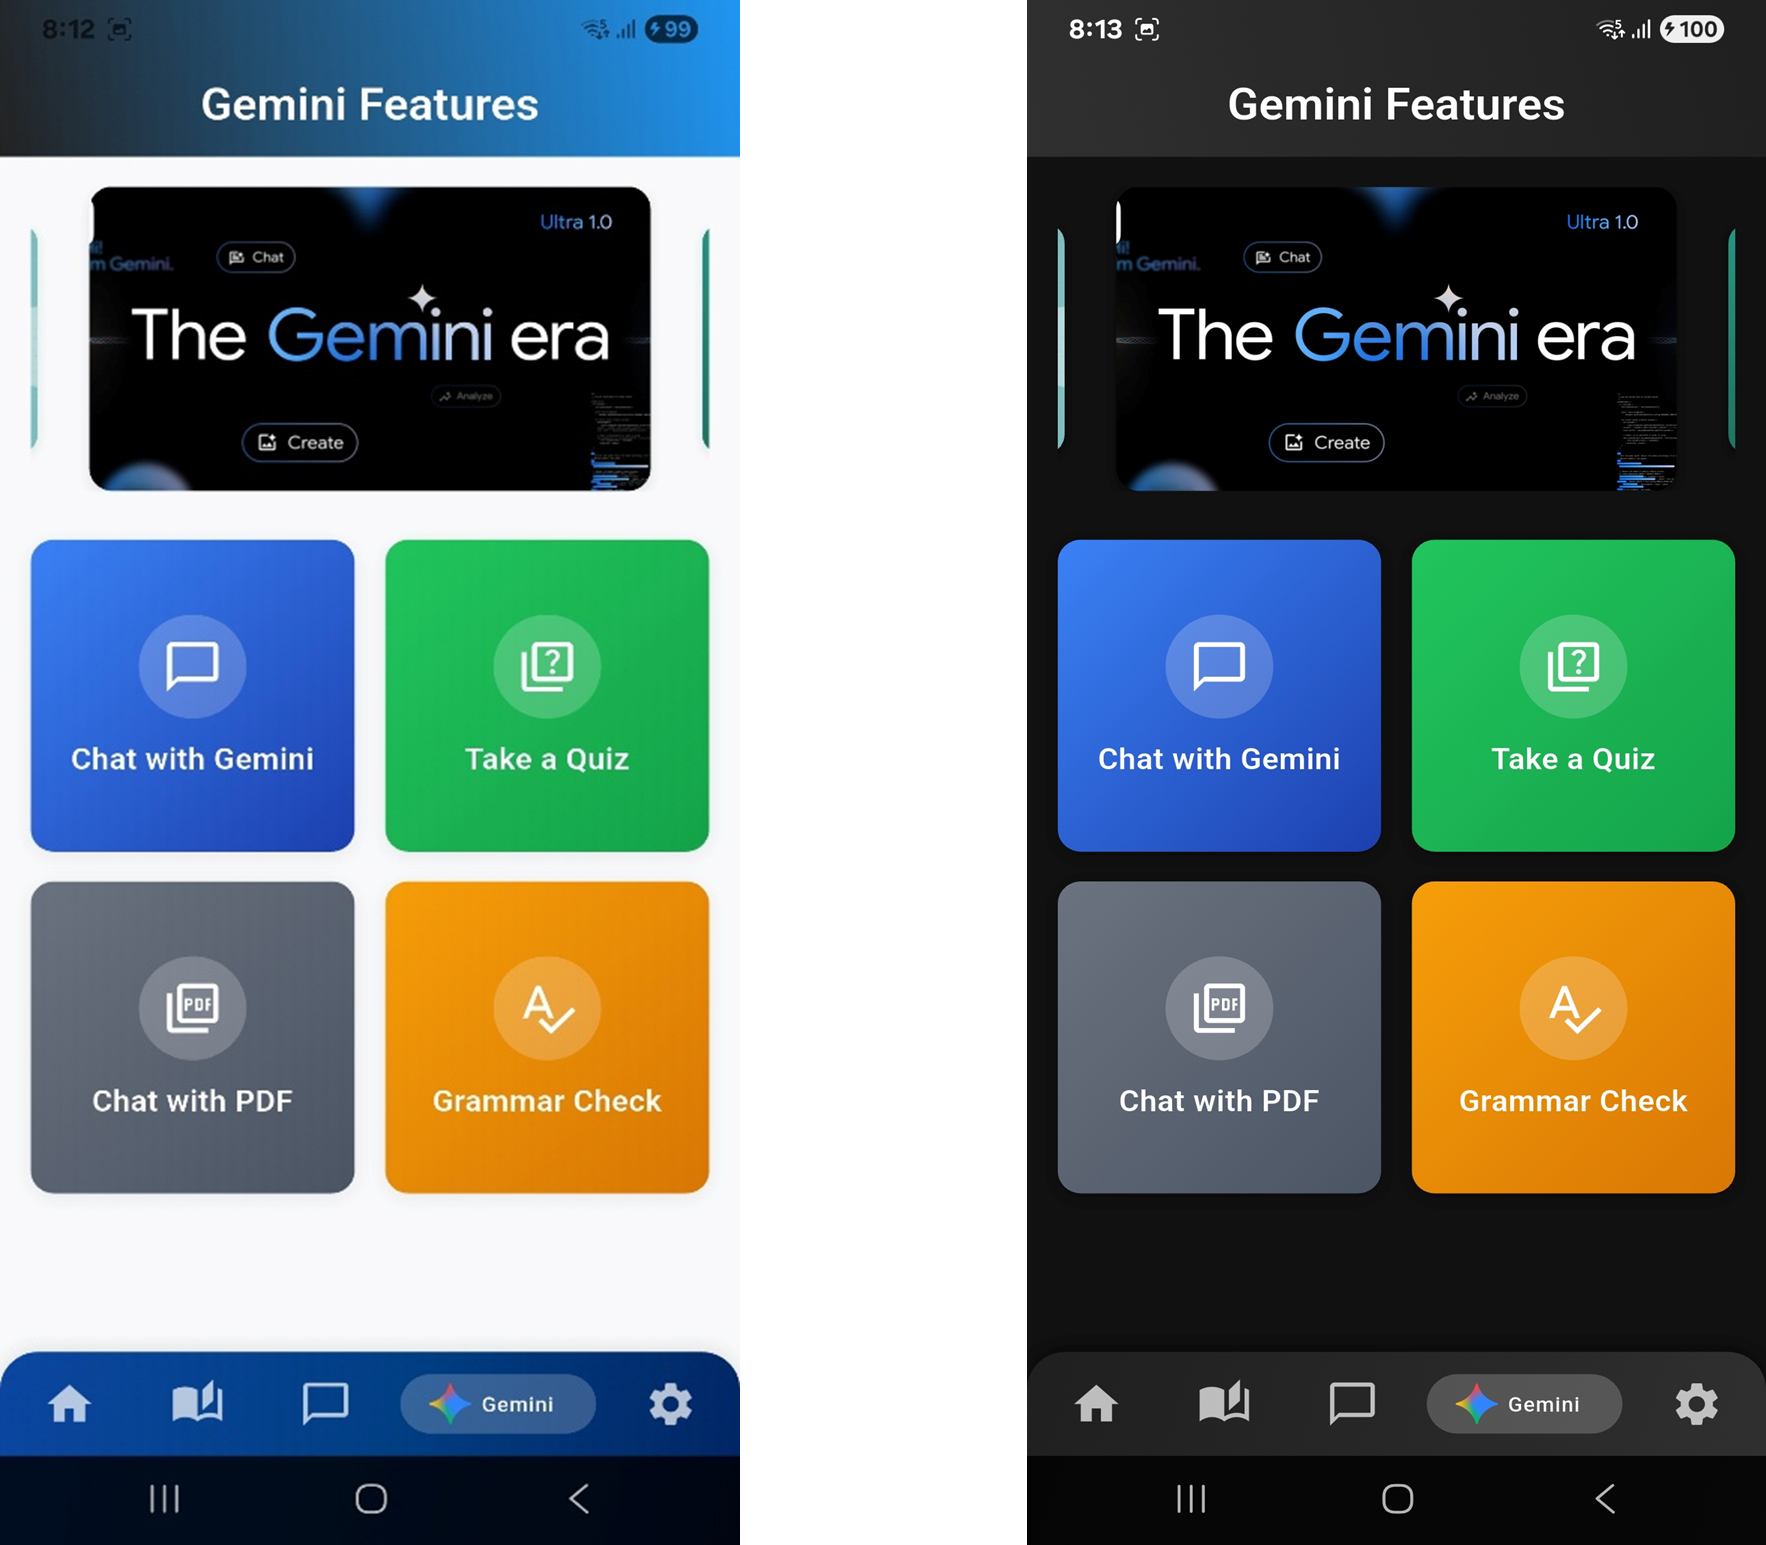 8:12
5
99
Gemini Features
Ultra 1.0
Chat
m Gemini.
The Gemini era
Analyze
Create
Chat with Gemini
Take a Quiz
PDF
Chat with PDF
Grammar Check
Gemini
8:13
5
100
Gemini Features
Ultra 1.0
Chat
m Gemini.
The Gemini era
Analyze
Create
Chat with Gemini
Take a Quiz
PDF
Chat with PDF
Grammar Check
Gemini